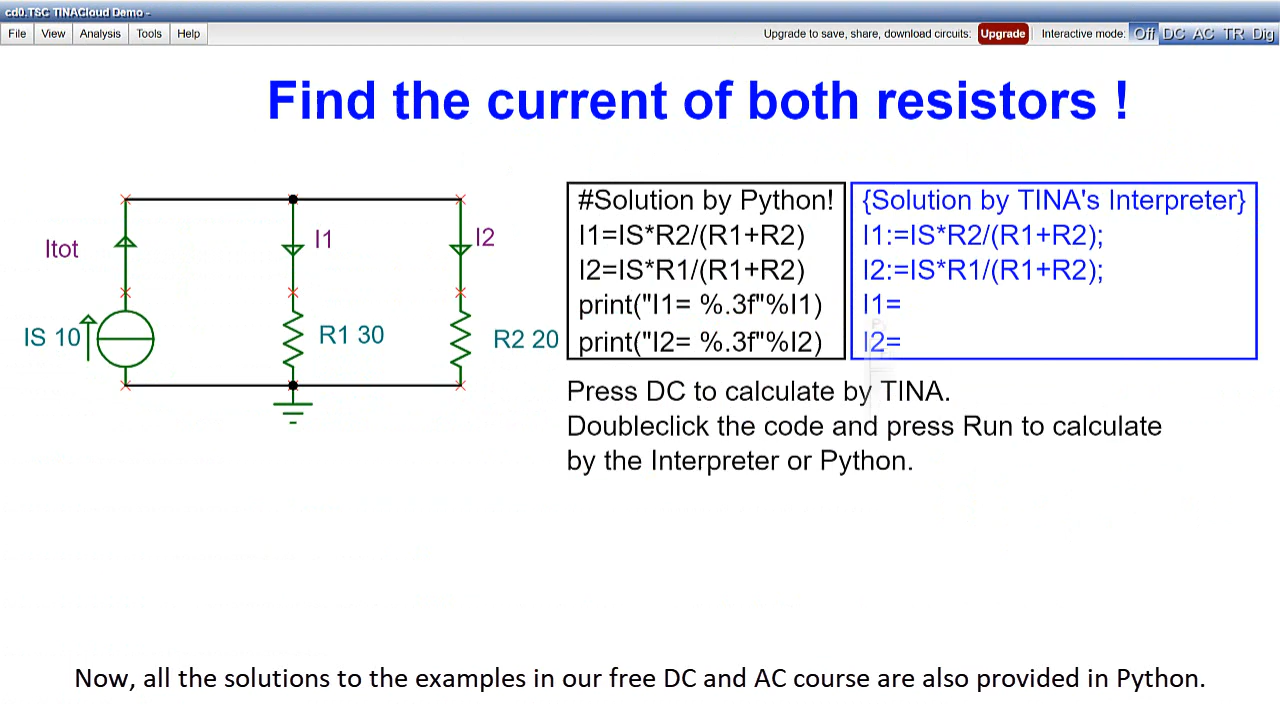 cd0.TSC TINACloud Demo -
File View Analysis Tools Help Upgrade to save, share, download circuits: Upgrade Interactive mode: Off DC AC TR Dig
Find the current of both resistors !
#Solution by Python!
I1=IS*R2/(R1+R2)
I2=IS*R1/(R1+R2)
print("I1= %.3f"%I1)
print("I2= %.3f"%I2)
{Solution by TINA's Interpreter}
I1:=IS*R2/(R1+R2);
I2:=IS*R1/(R1+R2);
I1=
I2=
Itot
I1
I2
IS 10
R1 30
R2 20
Press DC to calculate by TINA.
Doubleclick the code and press Run to calculate
by the Interpreter or Python.
Now, all the solutions to the examples in our free DC and AC course are also provided in Python.